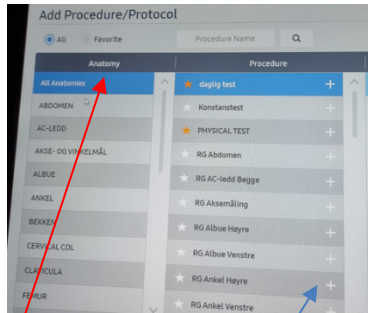 Add Procedure/Protocol
All Favorite Procedure Name
Anatomy Procedure
All Anatomies daglig test
ABDOMEN Konstanstest
AC-LEDD PHYSICAL TEST
AKSE- OG VINKELMÅL RG Abdomen
ALBUE RG AC-ledd Begge
ANKEL RG Aksemåling
BEKKEN RG Albue Høyre
CERVICAL COL RG Albue Venstre
CLAVICULA RG Ankel Høyre
FEMUR RG Ankel Venstre